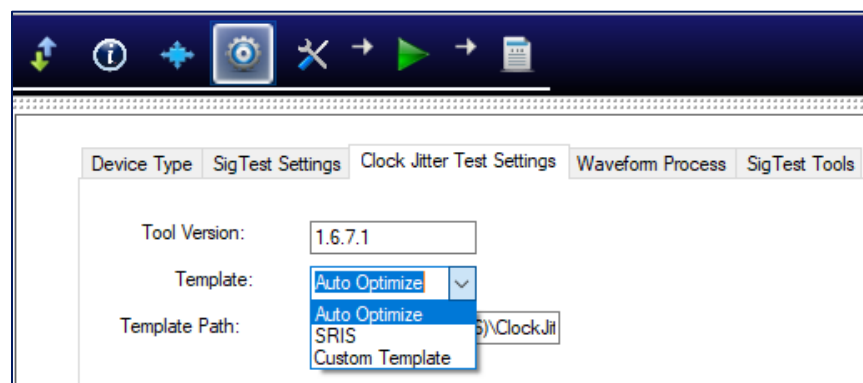 Device Type SigTest Settings Clock Jitter Test Settings Waveform Process SigTest Tools
Tool Version: 1.6.7.1
Template: Auto Optimize
Auto Optimize
Template Path: 6)\ClockJit
SRIS
Custom Template